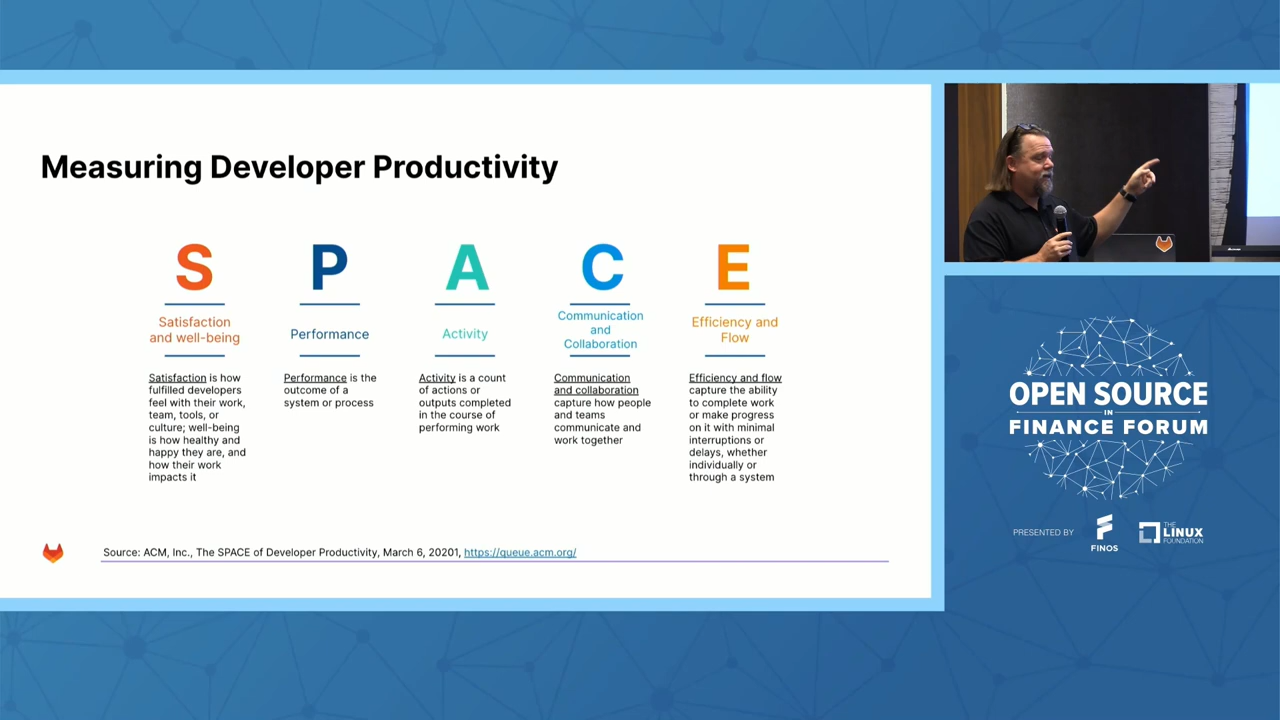 Measuring Developer Productivity
S
P
A
C
E
Satisfaction
and well-being
Performance
Activity
Communication
and
Collaboration
Efficiency and
Flow
Satisfaction is how
fulfilled developers
feel with their work,
team, tools, or
culture; well-being
is how healthy and
happy they are, and
how their work
impacts it
Performance is the
outcome of a
system or process
Activity is a count
of actions or
outputs completed
in the course of
performing work
Communication
and collaboration
capture how people
and teams
communicate and
work together
Efficiency and flow
capture the ability
to complete work
or make progress
on it with minimal
interruptions or
delays, whether
individually or
through a system
Source: ACM, Inc., The SPACE of Developer Productivity, March 6, 20201, https://queue.acm.org/
OPEN SOURCE
IN
FINANCE FORUM
PRESENTED BY
FINOS
THE
LINUX
FOUNDATION